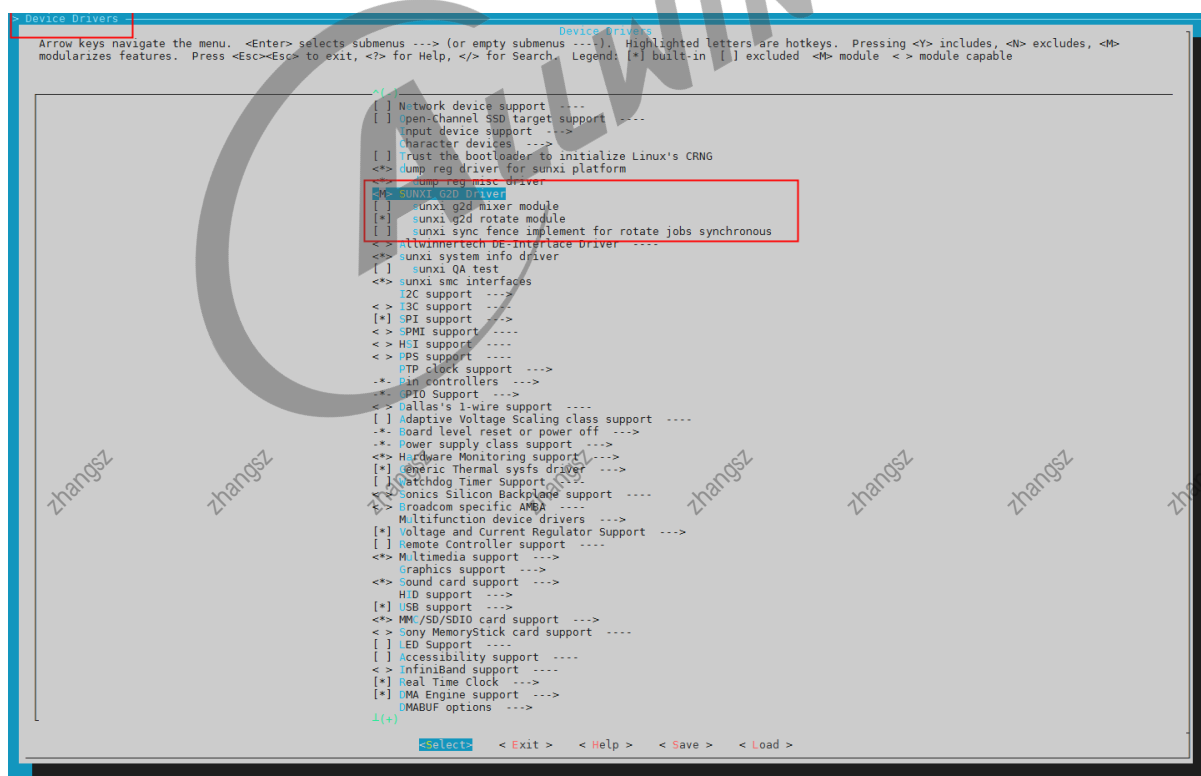 > Device Drivers
Device Drivers
Arrow keys navigate the menu. <Enter> selects submenus ---> (or empty submenus ----). Highlighted letters are hotkeys. Pressing <Y> includes, <N> excludes, <M>
modularizes features. Press <Esc><Esc> to exit, <?> for Help, </> for Search. Legend: [*] built-in [ ] excluded <M> module < > module capable
^(-)
[ ] Network device support ----
[ ] Open-Channel SSD target support ----
Input device support --->
Character devices --->
[ ] Trust the bootloader to initialize Linux's CRNG
<*> dump reg driver for sunxi platform
<*> dump reg misc driver
<M> SUNXI G2D Driver
[ ] sunxi g2d mixer module
[*] sunxi g2d rotate module
[ ] sunxi sync fence implement for rotate jobs synchronous
< > Allwinnertech DE-Interlace Driver ----
<*> sunxi system info driver
[ ] sunxi QA test
<*> sunxi smc interfaces
I2C support --->
< > I3C support ----
[*] SPI support --->
< > SPMI support ----
< > HSI support ----
< > PPS support ----
PTP clock support --->
-*- Pin controllers --->
-*- GPIO Support --->
< > Dallas's 1-wire support ----
[ ] Adaptive Voltage Scaling class support ----
-*- Board level reset or power off --->
-*- Power supply class support --->
<*> Hardware Monitoring support --->
[*] Generic Thermal sysfs driver --->
[ ] Watchdog Timer Support ----
< > Sonics Silicon Backplane support ----
< > Broadcom specific AMBA ----
Multifunction device drivers --->
[*] Voltage and Current Regulator Support --->
[ ] Remote Controller support ----
<*> Multimedia support --->
Graphics support --->
<*> Sound card support --->
HID support --->
[*] USB support --->
<*> MMC/SD/SDIO card support --->
< > Sony MemoryStick card support ----
[ ] LED Support ----
[ ] Accessibility support ----
< > InfiniBand support ----
[*] Real Time Clock --->
[*] DMA Engine support --->
DMABUF options --->
┴(+)
<Select> < Exit > < Help > < Save > < Load >
ALLWIN
zhangsz zhangsz zhangsz zhangsz zhangsz zhangsz zha